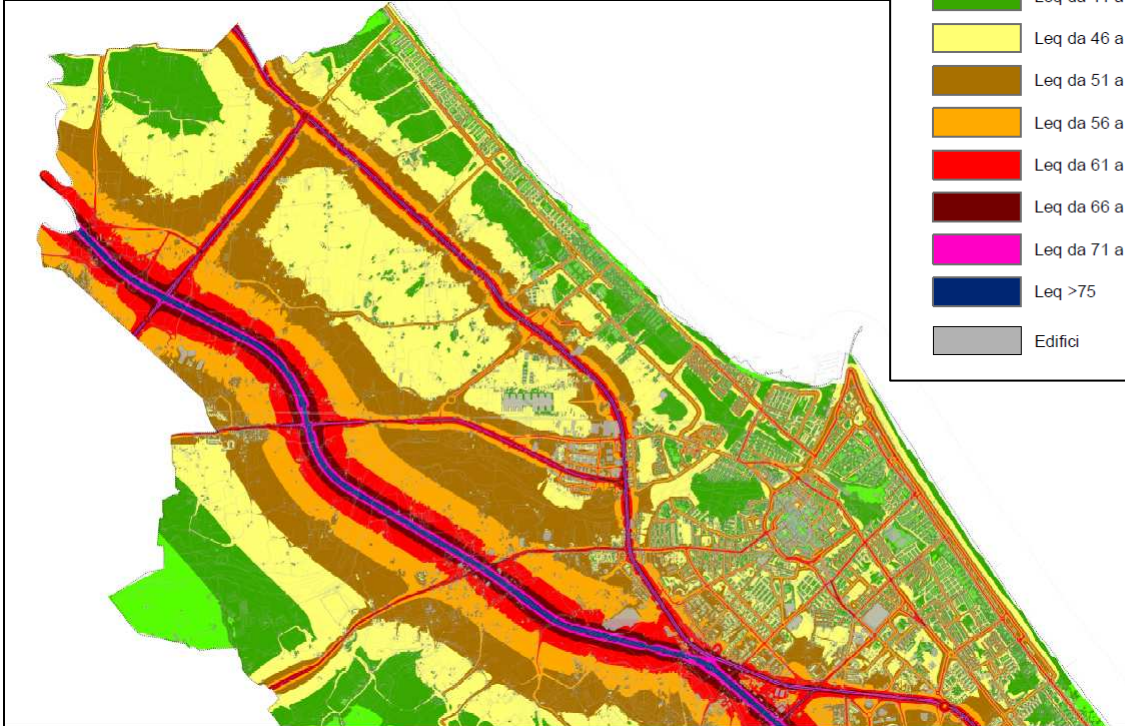 Leq da 46 a
Leq da 51 a
Leq da 56 a
Leq da 61 a
Leq da 66 a
Leq da 71 a
Leq >75
Edifici